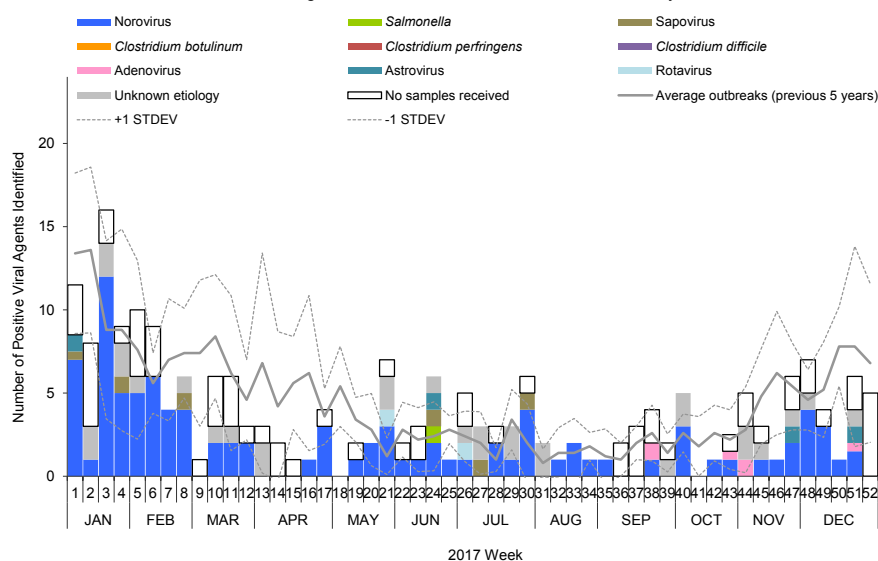 Norovirus Salmonella Sapovirus
Clostridium botulinum Clostridium perfringens Clostridium difficile
Adenovirus Astrovirus Rotavirus
Unknown etiology No samples received Average outbreaks (previous 5 years)
+1 STDEV -1 STDEV
Number of Positive Viral Agents Identified
20
15
10
5
0
1 2 3 4 5 6 7 8 9 10 11 12 13 14 15 16 17 18 19 20 21 22 23 24 25 26 27 28 29 30 31 32 33 34 35 36 37 38 39 40 41 42 43 44 45 46 47 48 49 50 51 52
JAN FEB MAR APR MAY JUN JUL AUG SEP OCT NOV DEC
2017 Week